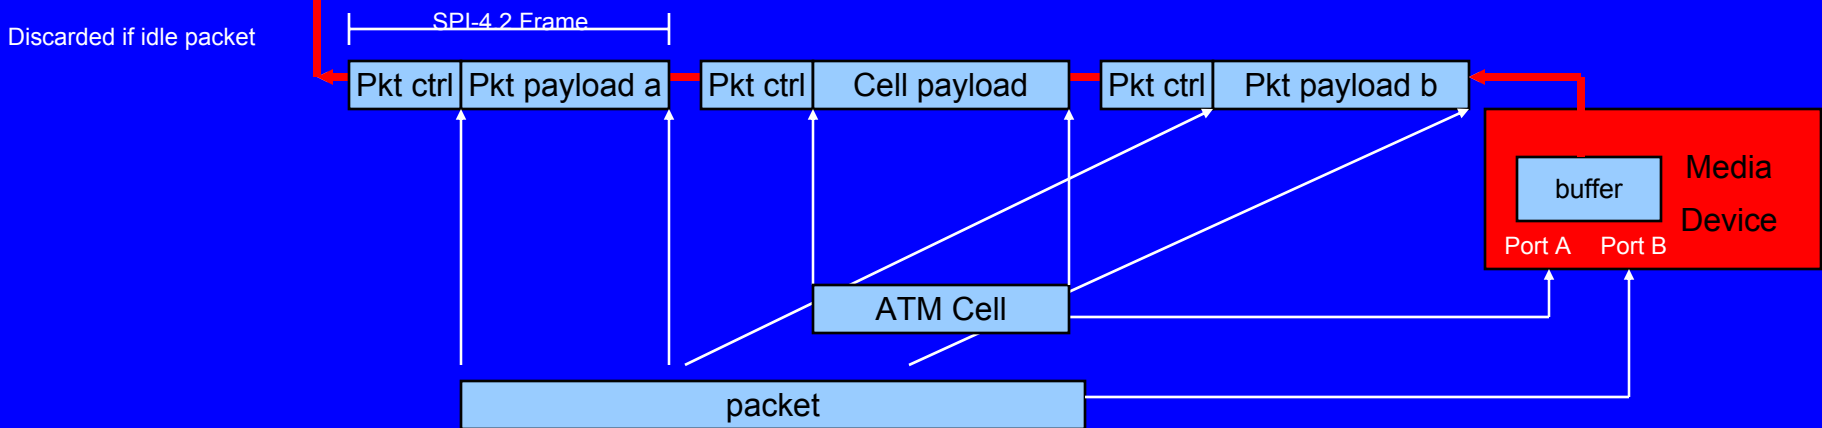 Discarded if idle packet
SPI-4.2 Frame
Pkt ctrl
Pkt payload a
Pkt ctrl
Cell payload
Pkt ctrl
Pkt payload b
buffer
Media
Device
Port A
Port B
ATM Cell
packet